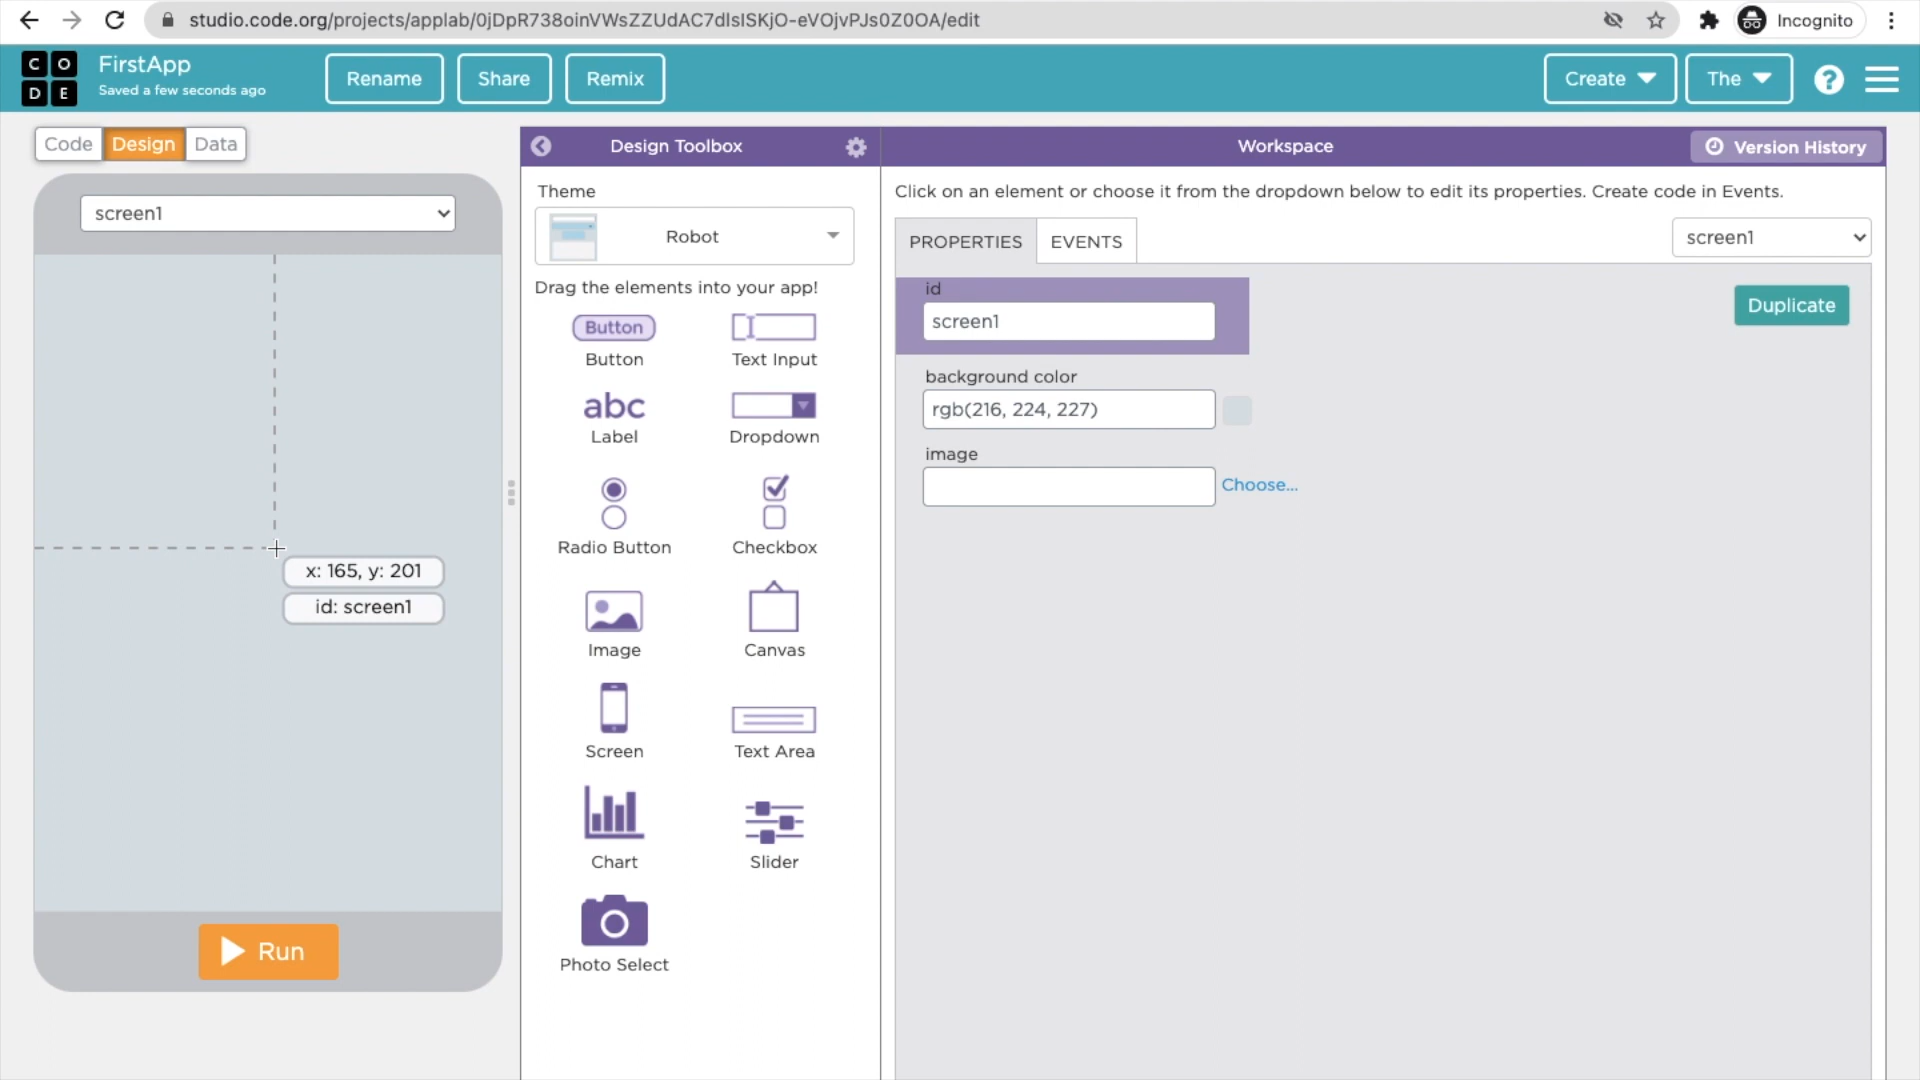 studio.code.org/projects/applab/0jDpR738oinVWsZZUdAC7dIsISKjO-eVOjvPJs0Z0OA/edit
Incognito
C O
D E
FirstApp
Saved a few seconds ago
Rename
Share
Remix
Create
The
?
Code
Design
Data
Design Toolbox
Workspace
Version History
screen1
Theme
Robot
Drag the elements into your app!
Button
Button
Text Input
abc
Label
Dropdown
Radio Button
Checkbox
Image
Canvas
Screen
Text Area
Chart
Slider
Photo Select
x: 165, y: 201
id: screen1
Run
Click on an element or choose it from the dropdown below to edit its properties. Create code in Events.
PROPERTIES
EVENTS
screen1
id
screen1
Duplicate
background color
rgb(216, 224, 227)
image
Choose...